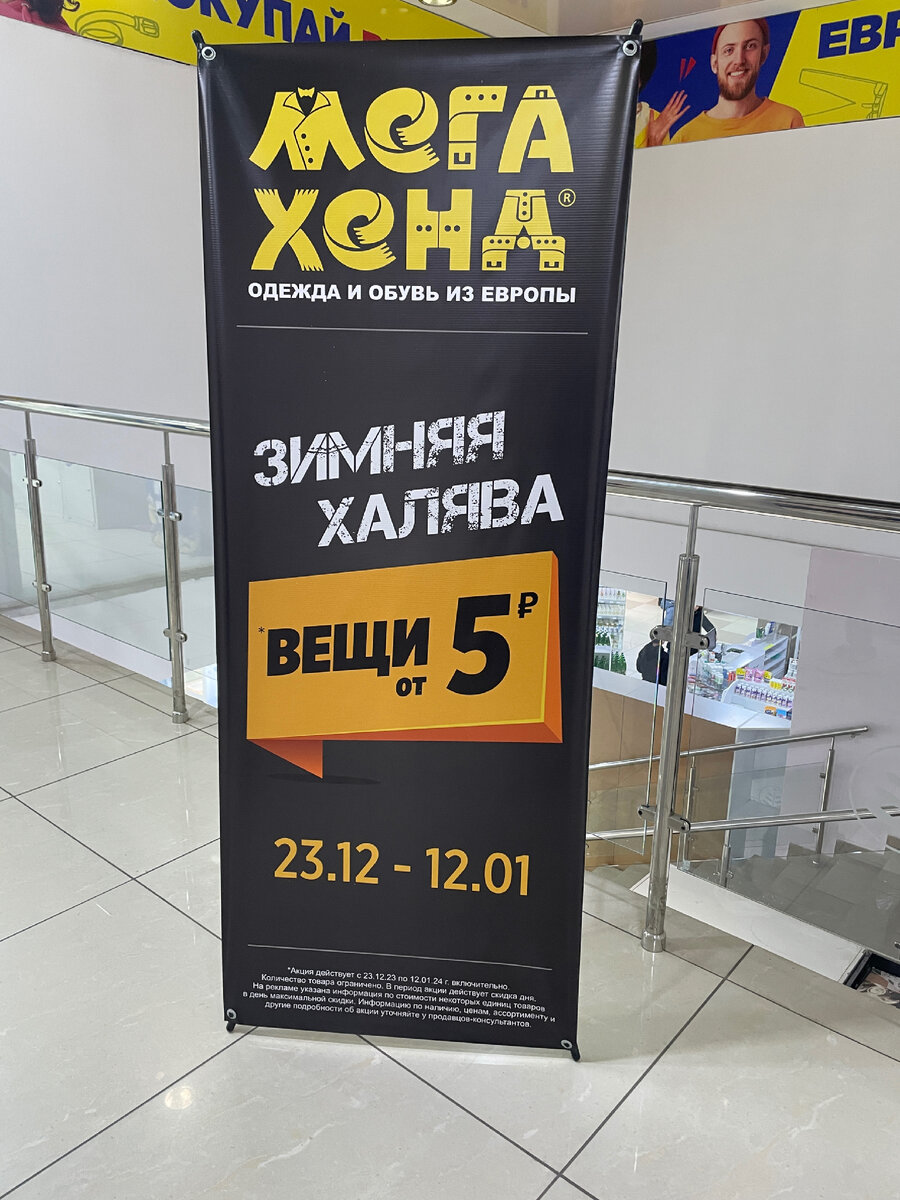 ПОКУПАЙ
ЕВР
МЕГА
ХЕНД®
ОДЕЖДА И ОБУВЬ ИЗ ЕВРОПЫ
ЗИМНЯЯ
ХАЛЯВА
*ВЕЩИ
от 5 ₽
23.12 - 12.01
*Акция действует с 23.12.23 по 12.01.24 г. включительно.
Количество товара ограничено. В период акции действует скидка дня.
На рекламе указана информация по стоимости некоторых единиц товаров
в день максимальной скидки. Информацию по наличию, ценам, ассортименту и
другие подробности об акции уточняйте у продавцов-консультантов.